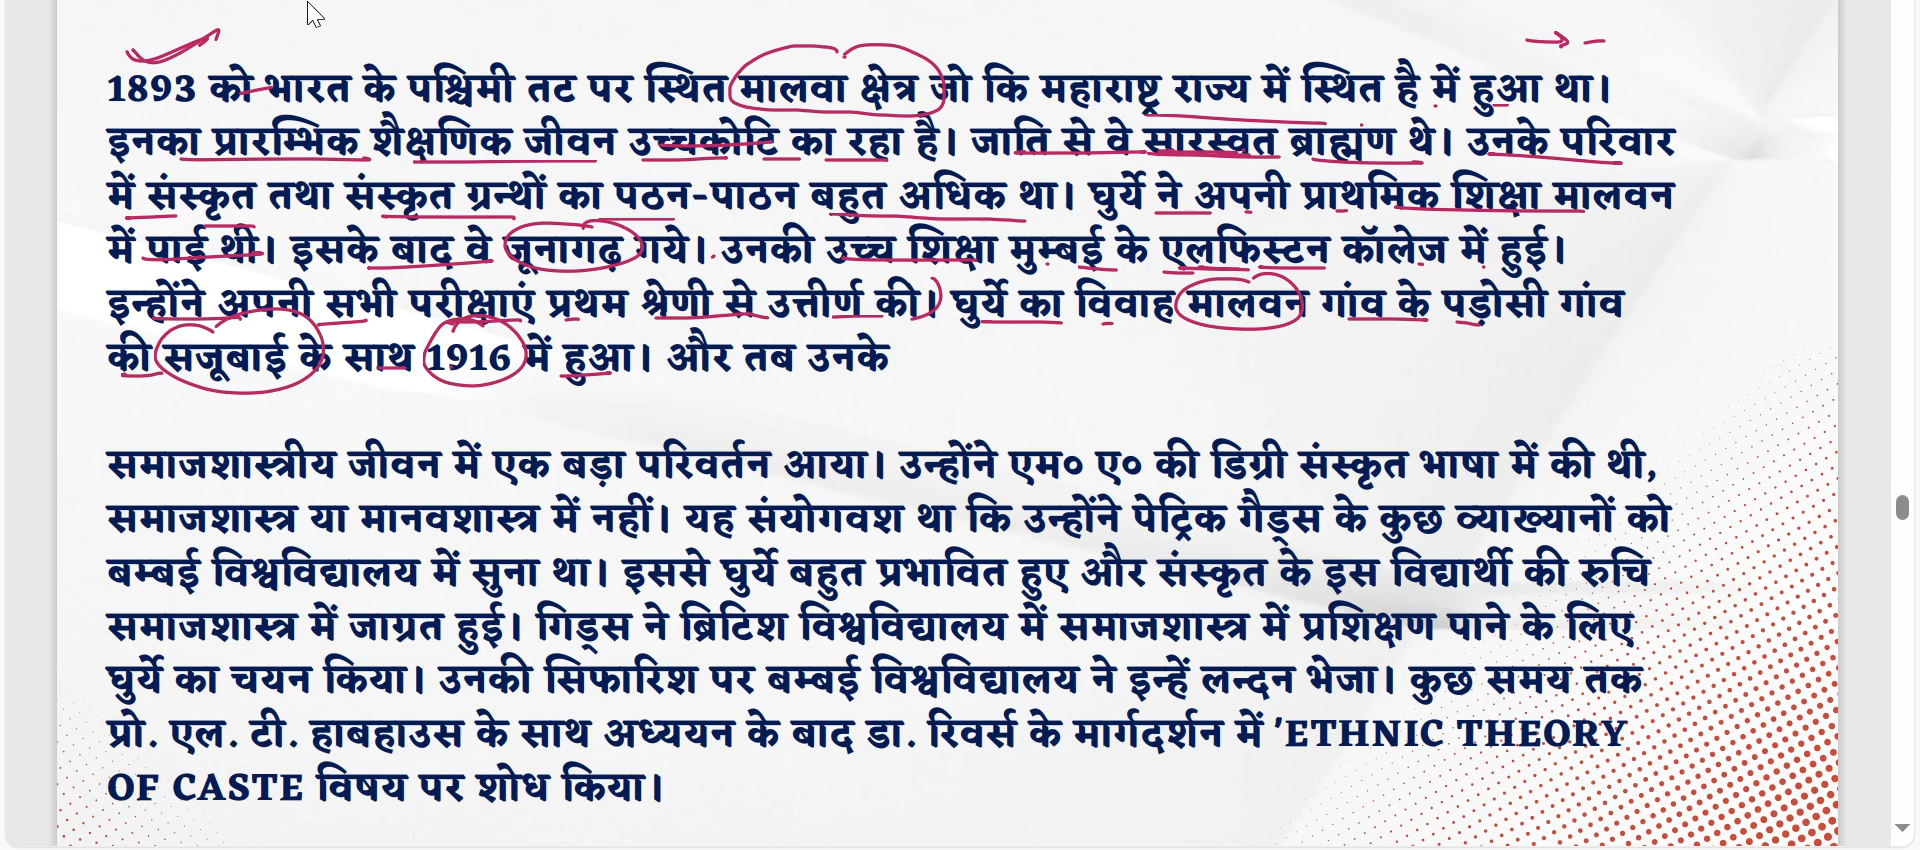 1893 को भारत के पश्चिमी तट पर स्थित मालवा क्षेत्र जो कि महाराष्ट्र राज्य में स्थित है में हुआ था।
इनका प्रारम्भिक शैक्षणिक जीवन उच्चकोटि का रहा है। जाति से वे सारस्वत ब्राह्मण थे। उनके परिवार
में संस्कृत तथा संस्कृत ग्रन्थों का पठन-पाठन बहुत अधिक था। घुर्ये ने अपनी प्राथमिक शिक्षा मालवन
में पाई थी। इसके बाद वे जूनागढ़ गये। उनकी उच्च शिक्षा मुम्बई के एलफिस्टन कॉलेज में हुई।
इन्होंने अपनी सभी परीक्षाएं प्रथम श्रेणी से उत्तीर्ण की। घुर्ये का विवाह मालवन गांव के पड़ोसी गांव
की सजूबाई के साथ 1916 में हुआ। और तब उनके
समाजशास्त्रीय जीवन में एक बड़ा परिवर्तन आया। उन्होंने एम० ए० की डिग्री संस्कृत भाषा में की थी,
समाजशास्त्र या मानवशास्त्र में नहीं। यह संयोगवश था कि उन्होंने पेट्रिक गैड्स के कुछ व्याख्यानों को
बम्बई विश्वविद्यालय में सुना था। इससे घुर्ये बहुत प्रभावित हुए और संस्कृत के इस विद्यार्थी की रुचि
समाजशास्त्र में जाग्रत हुई। गिड्स ने ब्रिटिश विश्वविद्यालय में समाजशास्त्र में प्रशिक्षण पाने के लिए
घुर्ये का चयन किया। उनकी सिफारिश पर बम्बई विश्वविद्यालय ने इन्हें लन्दन भेजा। कुछ समय तक
प्रो. एल. टी. हाबहाउस के साथ अध्ययन के बाद डा. रिवर्स के मार्गदर्शन में 'ETHNIC THEORY
OF CASTE विषय पर शोध किया।